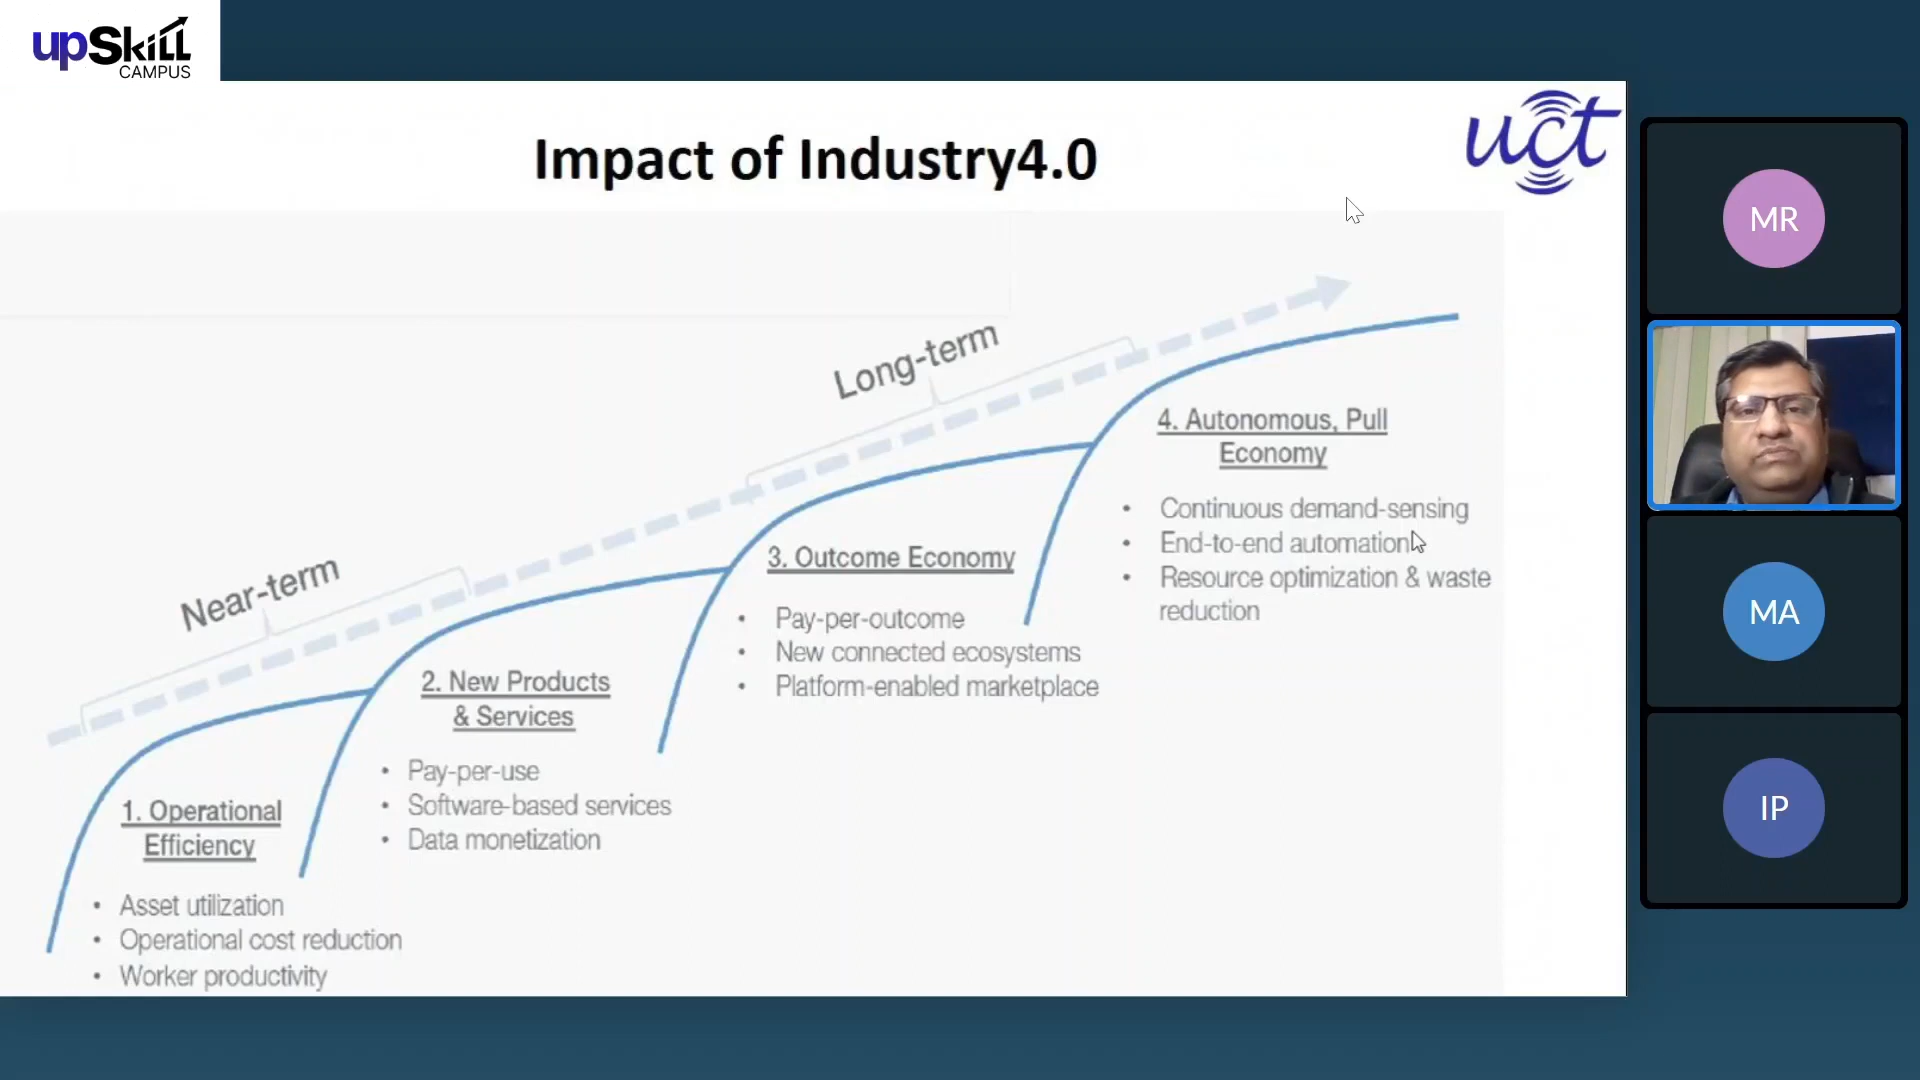 upSkill
CAMPUS
uct
Impact of Industry4.0
Near-term
Long-term
1. Operational
Efficiency
• Asset utilization
• Operational cost reduction
• Worker productivity
2. New Products
& Services
• Pay-per-use
• Software-based services
• Data monetization
3. Outcome Economy
• Pay-per-outcome
• New connected ecosystems
• Platform-enabled marketplace
4. Autonomous, Pull
Economy
• Continuous demand-sensing
• End-to-end automation
• Resource optimization & waste
reduction
MR
MA
IP